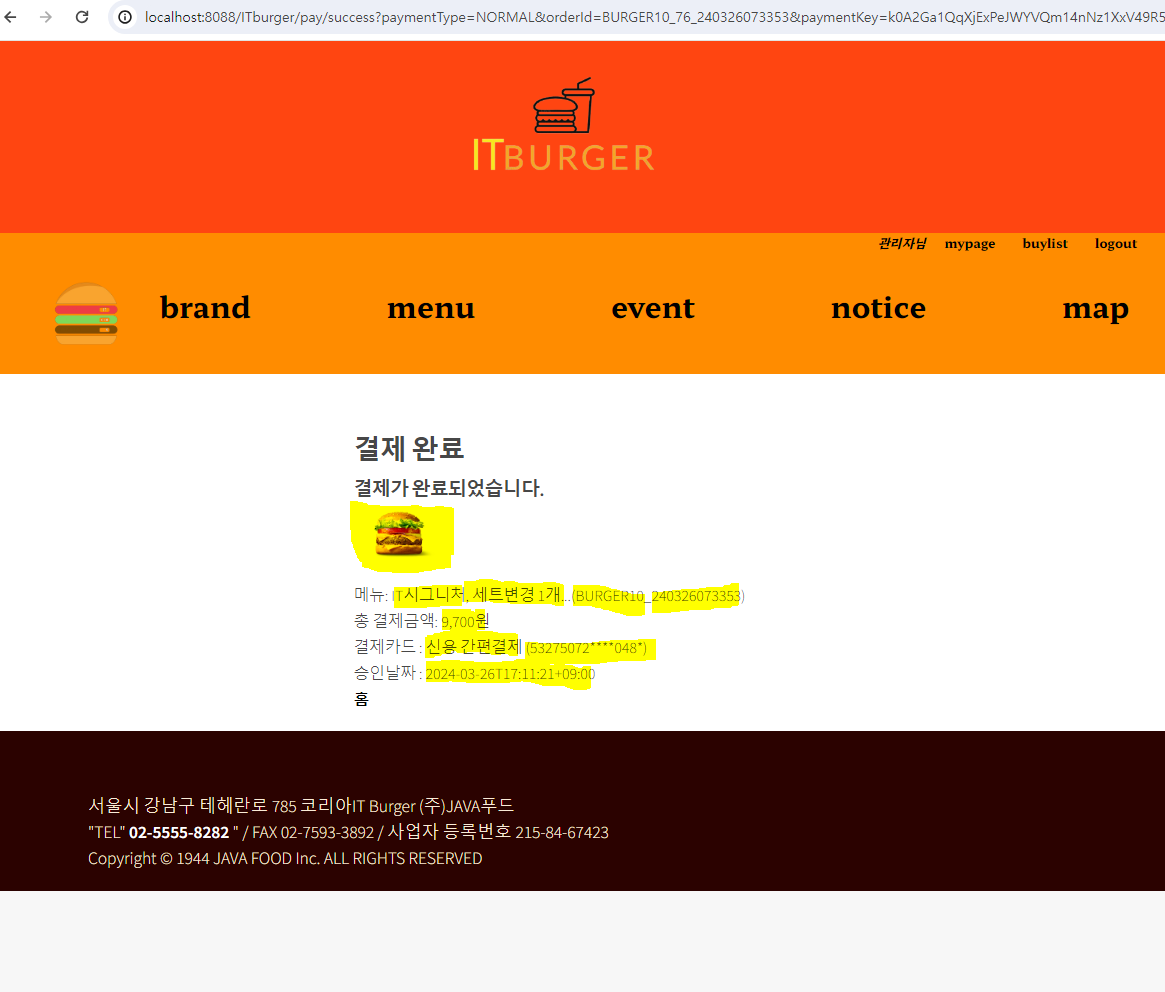 localhost:8088/ITburger/pay/success?paymentType=NORMAL&orderId=BURGER10_76_240326073353&paymentKey=k0A2Ga1QqXjExPeJWYVQm14nNz1XxV49R5
ITBURGER
관리자님 mypage buylist logout
brand menu event notice map
결제 완료
결제가 완료되었습니다.
메뉴: IT시그니처, 세트변경 1개...(BURGER10_240326073353)
총 결제금액: 9,700원
결제카드 : 신용 간편결제 (53275072****048*)
승인날짜 : 2024-03-26T17:11:21+09:00
홈
서울시 강남구 테헤란로 785 코리아IT Burger (주)JAVA푸드
"TEL" 02-5555-8282 " / FAX 02-7593-3892 / 사업자 등록번호 215-84-67423
Copyright © 1944 JAVA FOOD Inc. ALL RIGHTS RESERVED